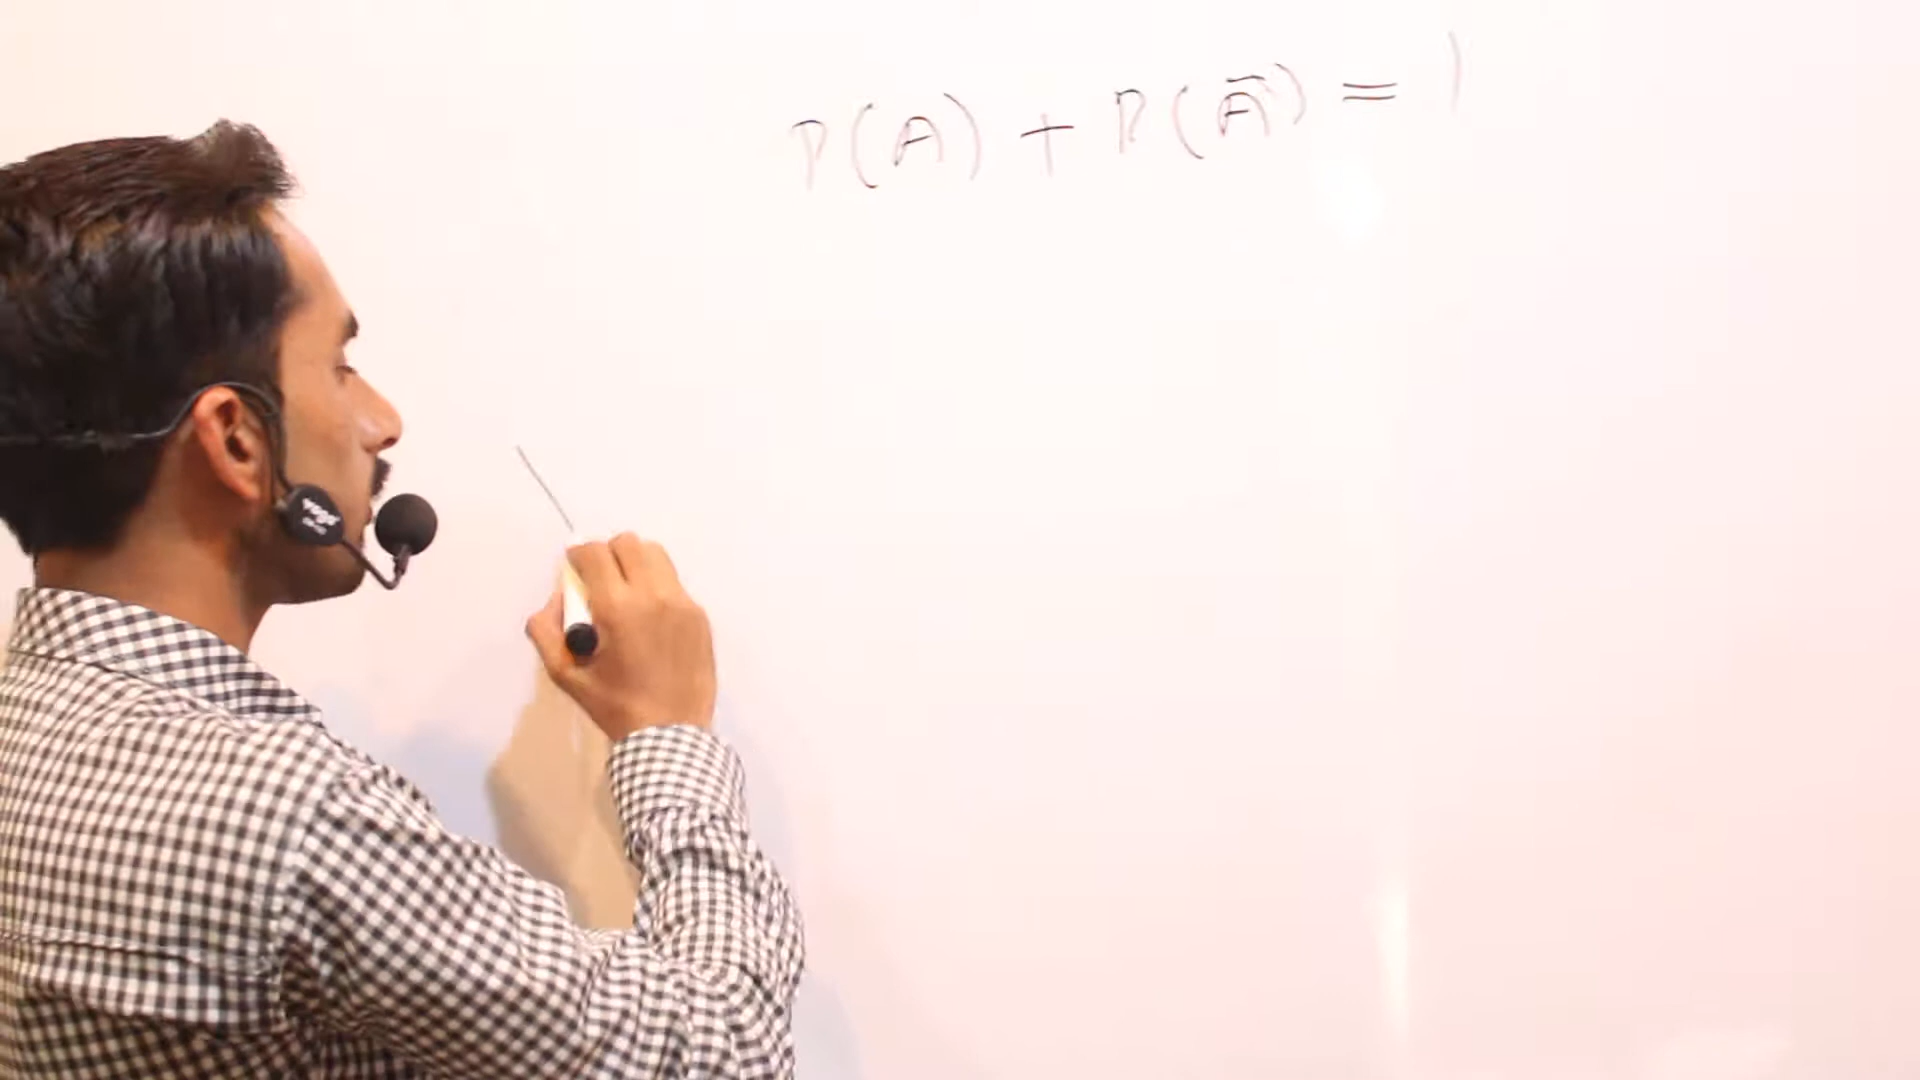 P(A) + P(Ā) = 1